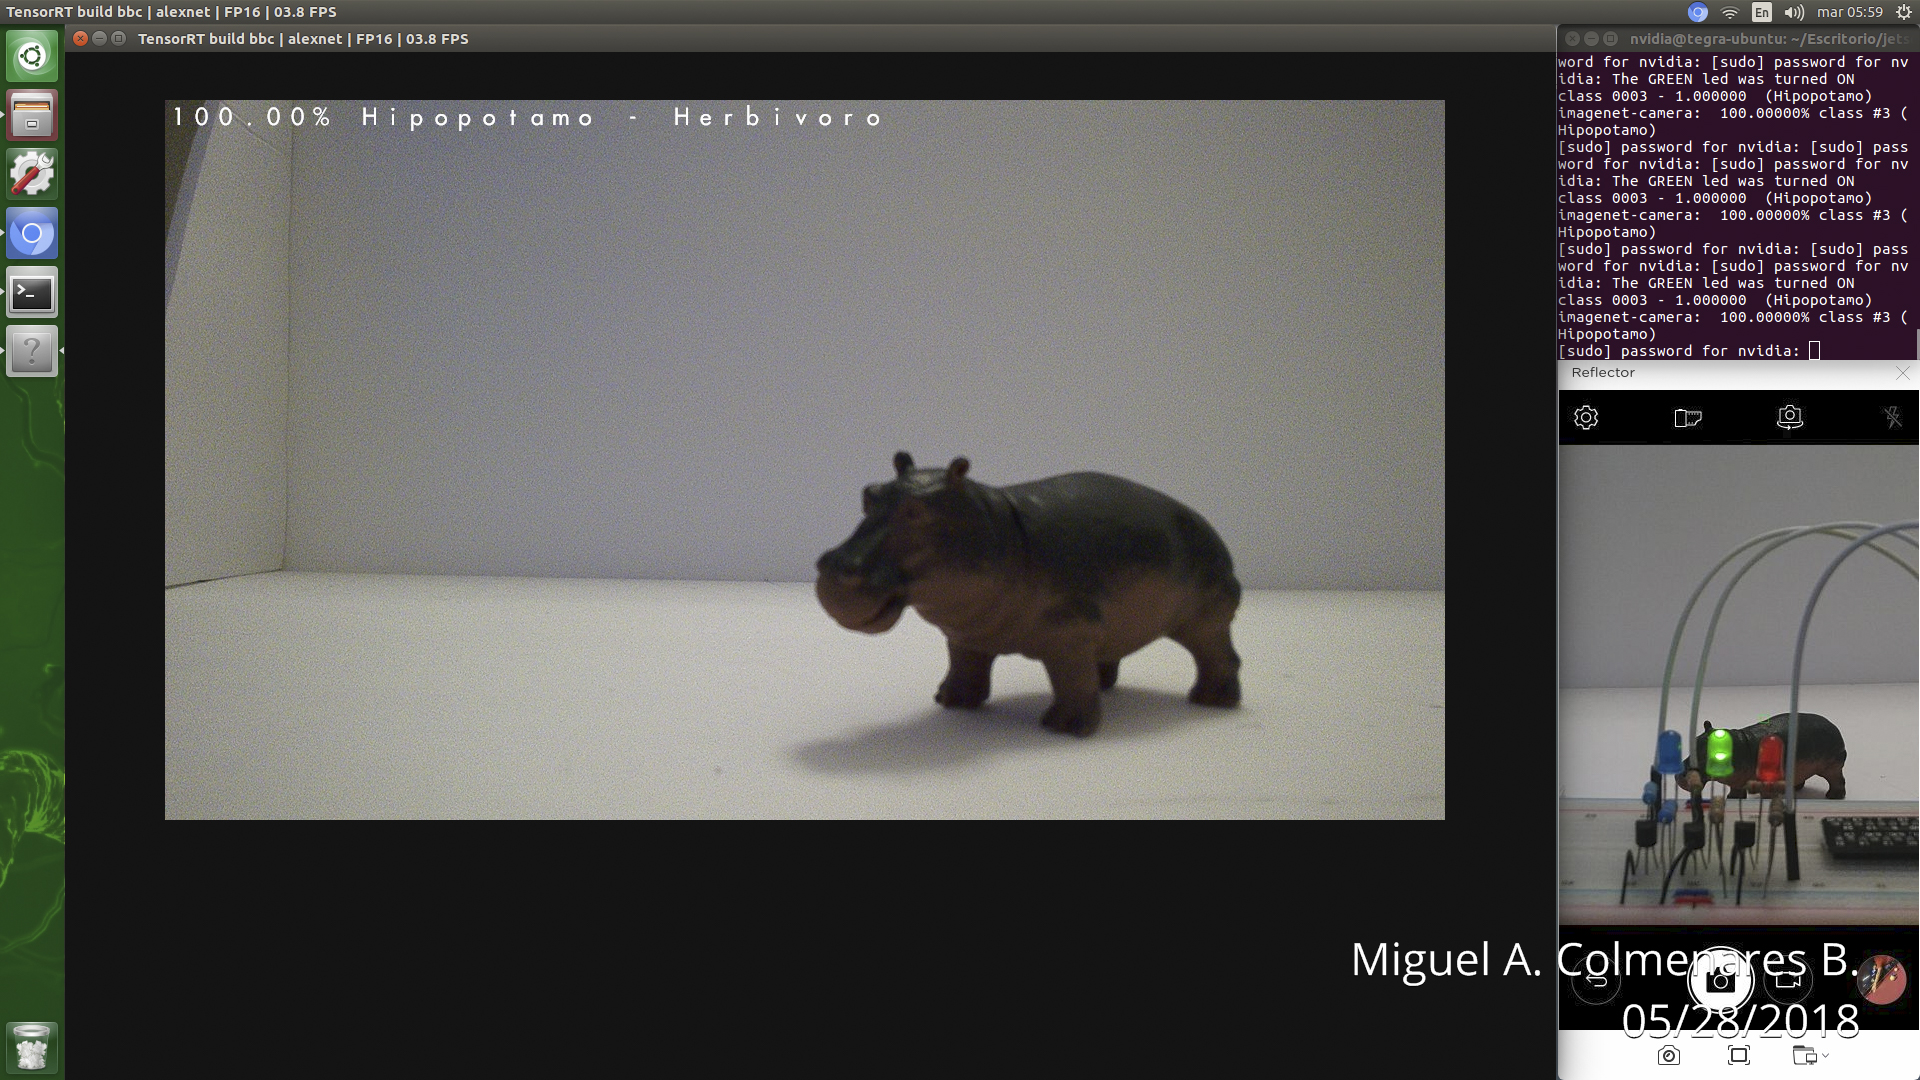 TensorRT build bbc | alexnet | FP16 | 03.8 FPS
En
mar 05:59
TensorRT build bbc | alexnet | FP16 | 03.8 FPS
100.00% Hipopotamo - Herbivoro
nvidia@tegra-ubuntu: ~/Escritorio/jets
word for nvidia: [sudo] password for nv
idia: The GREEN led was turned ON
class 0003 - 1.000000  (Hipopotamo)
imagenet-camera:  100.00000% class #3 (
Hipopotamo)
[sudo] password for nvidia: [sudo] pass
word for nvidia: [sudo] password for nv
idia: The GREEN led was turned ON
class 0003 - 1.000000  (Hipopotamo)
imagenet-camera:  100.00000% class #3 (
Hipopotamo)
[sudo] password for nvidia: [sudo] pass
word for nvidia: [sudo] password for nv
idia: The GREEN led was turned ON
class 0003 - 1.000000  (Hipopotamo)
imagenet-camera:  100.00000% class #3 (
Hipopotamo)
[sudo] password for nvidia:
Reflector
Miguel A. Colmenares B.
05/28/2018